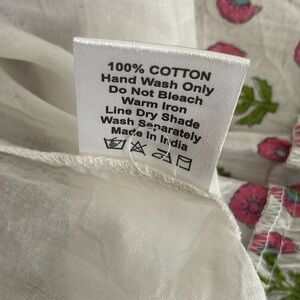 100% COTTON
Hand Wash Only
Do Not Bleach
Warm Iron
Line Dry Shade
Wash Separately
Made In India